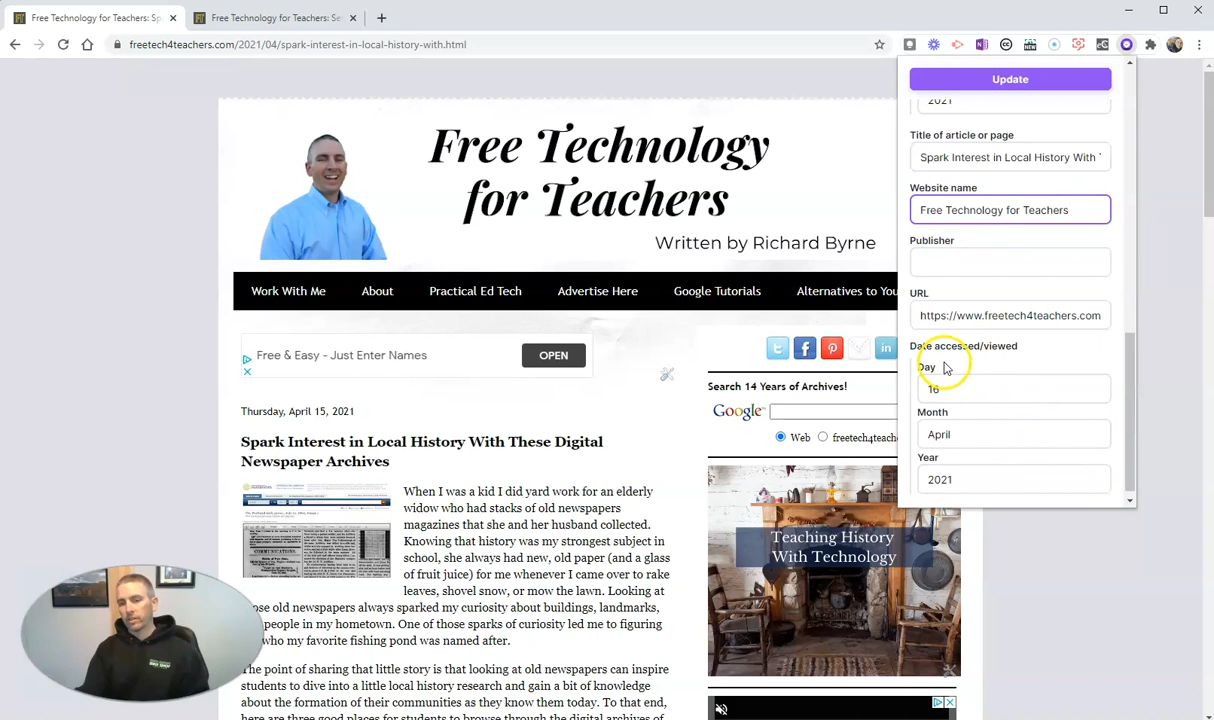 Free Technology for Teachers: Sp
Free Technology for Teachers: Se
freetech4teachers.com/2021/04/spark-interest-in-local-history-with.html
Update
2021
Title of article or page
Spark Interest in Local History With
Website name
Free Technology for Teachers
Publisher
URL
https://www.freetech4teachers.com
Date accessed/viewed
Day
16
Month
April
Year
2021
Free Technology
for Teachers
Written by Richard Byrne
Work With Me
About
Practical Ed Tech
Advertise Here
Google Tutorials
Alternatives to You
Free & Easy - Just Enter Names
OPEN
Search 14 Years of Archives!
Google
Web
freetech4teache
Thursday, April 15, 2021
Spark Interest in Local History With These Digital
Newspaper Archives
When I was a kid I did yard work for an elderly
widow who had stacks of old newspapers
magazines that she and her husband collected.
Knowing that history was my strongest subject in
school, she always had new, old paper (and a glass
of fruit juice) for me whenever I came over to rake
leaves, shovel snow, or mow the lawn. Looking at
ose old newspapers always sparked my curiosity about buildings, landmarks,
people in my hometown. One of those sparks of curiosity led me to figuring
who my favorite fishing pond was named after.
The point of sharing that little story is that looking at old newspapers can inspire
students to dive into a little local history research and gain a bit of knowledge
about the formation of their communities as they know them today. To that end,
here are three good places for students to browse through the digital archives of
Teaching History
With Technology